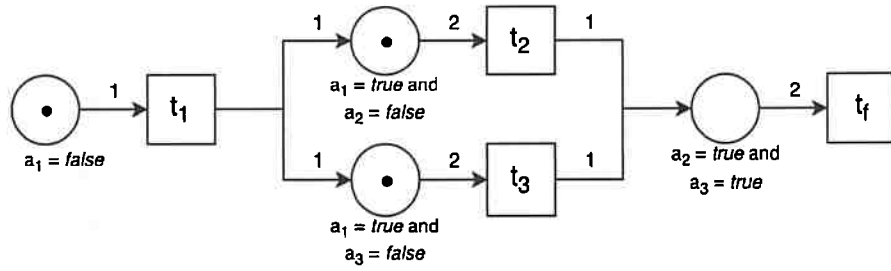 1
2
1
t₂
a₁ = true and
a₂ = false
1
t₁
a₁ = false
2
t_f
a₂ = true and
a₃ = true
1
2
1
t₃
a₁ = true and
a₃ = false